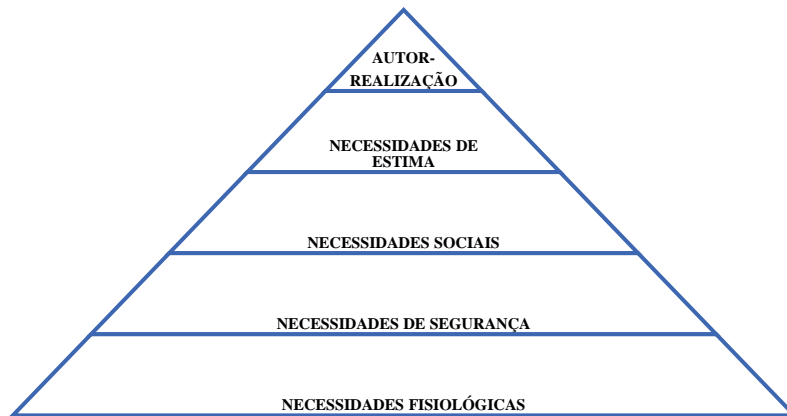 AUTOR-
REALIZAÇÃO
NECESSIDADES DE
ESTIMA
NECESSIDADES SOCIAIS
NECESSIDADES DE SEGURANÇA
NECESSIDADES FISIOLÓGICAS